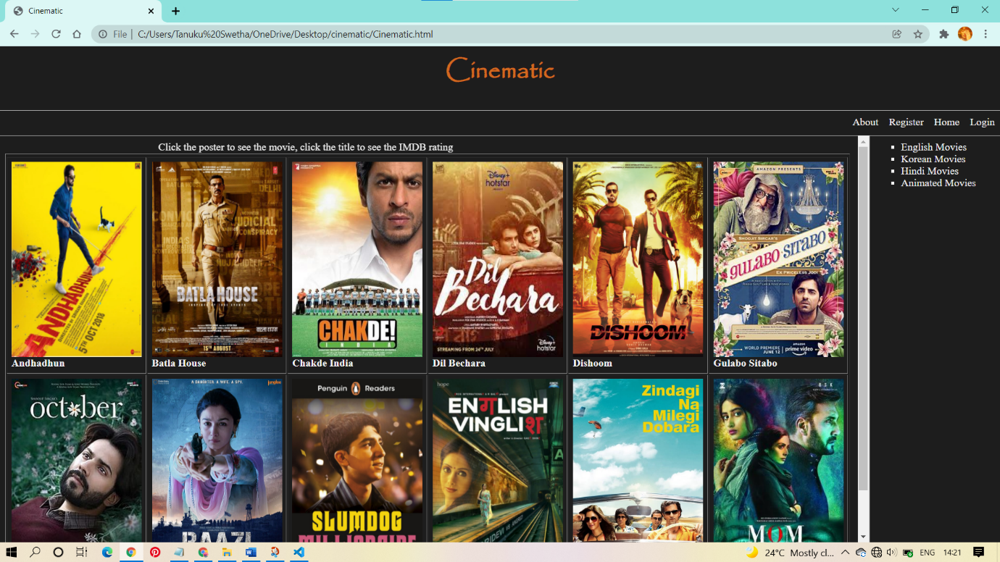 Cinematic
File | C:/Users/Tanuku%20Swetha/OneDrive/Desktop/cinematic/Cinematic.html
Cinematic
About Register Home Login
Click the poster to see the movie, click the title to see the IMDB rating
English Movies
Korean Movies
Hindi Movies
Animated Movies
ANDHADHUN
5TH OCT 2018
BATLA HOUSE
15TH AUGUST
CHAKDE!
INDIA
Disney+
hotstar
Dil
Bechara
STREAMING FROM 24TH JULY
Disney+
hotstar
DISHOOM
AMAZON PRESENTS
SHOOJIT SIRCAR'S
GULABO SITABO
EK PRICELESS JODI
WORLD PREMIERE
JUNE 12
prime video
Andhadhun
Batla House
Chakde India
Dil Bechara
Dishoom
Gulabo Sitabo
SHOOJIT SIRCAR'S
october
A DAUGHTER. A WIFE. A SPY.
junglee
RAAZI
Penguin Readers
SLUMDOG
MILLIONAIRE
hope
ENGलISH
VINGLIश
Zindagi
Na
Milegi
Dobara
MOM
24°C Mostly cl...
ENG
14:21